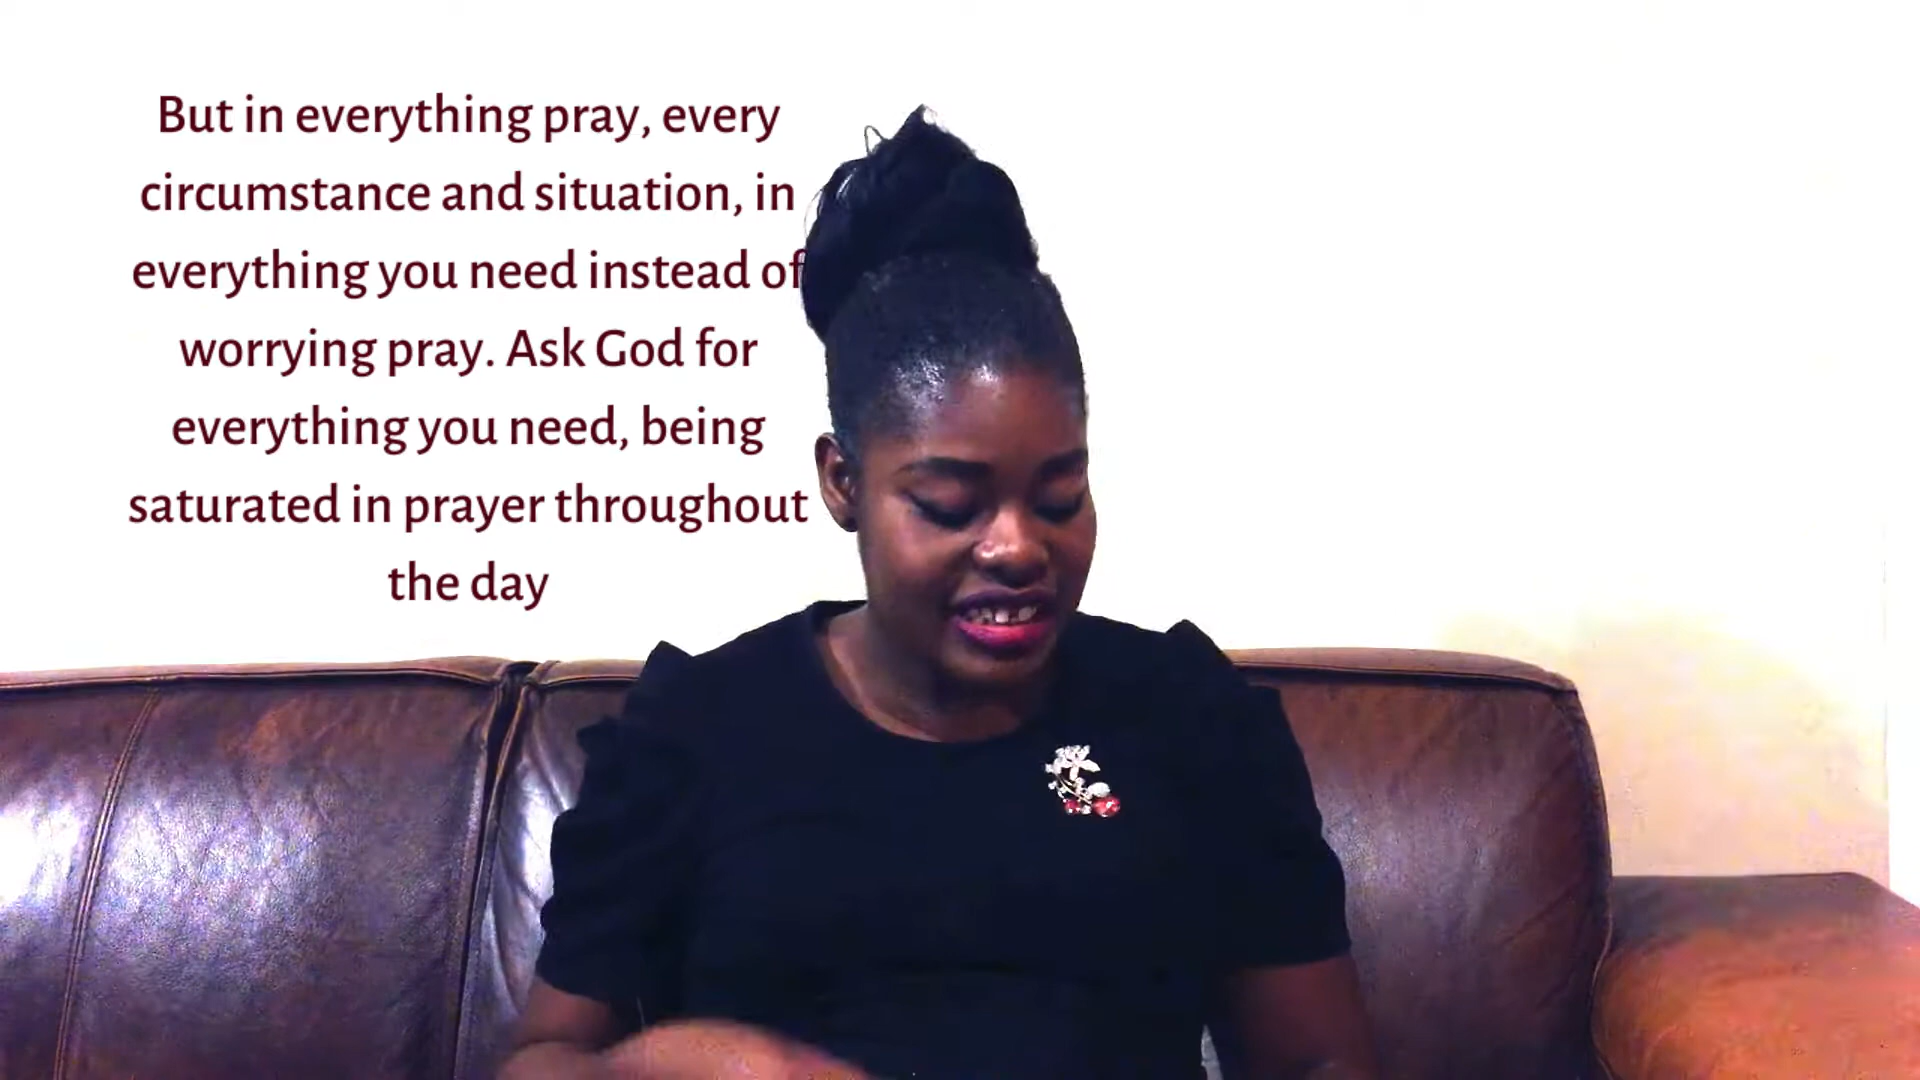 But in everything pray, every
circumstance and situation, in
everything you need instead of
worrying pray. Ask God for
everything you need, being
saturated in prayer throughout
the day